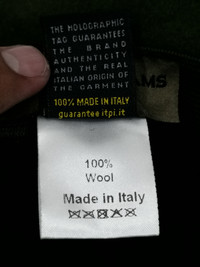 THE HOLOGRAPHIC
TAG GUARANTEES
THE BRAND
AUTHENTICITY
AND THE REAL
ITALIAN ORIGIN OF
THE GARMENT
AMS
100% MADE IN ITALY
guarantee itpi.it
100%
Wool
Made in Italy